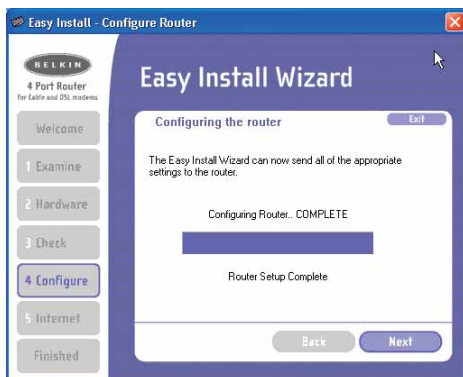 Easy Install - Configure Router
BELKIN
4 Port Router
For Cable and DSL modems
Easy Install Wizard
Welcome
1 Examine
2 Hardware
3 Check
4 Configure
5 Internet
Finished
Configuring the router
Exit
The Easy Install Wizard can now send all of the appropriate
settings to the router.
Configuring Router.. COMPLETE
Router Setup Complete
Back
Next